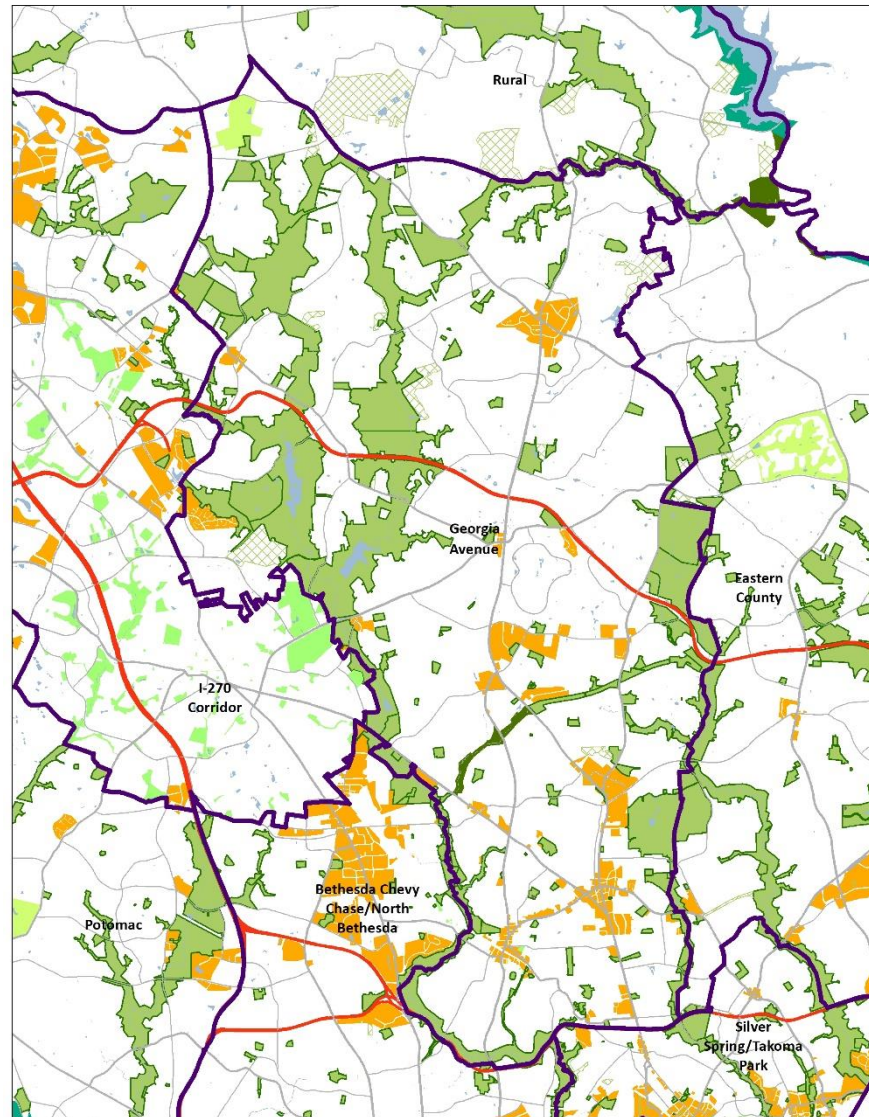 Rural
Georgia
Avenue
Eastern
County
I-270
Corridor
Bethesda Chevy
Chase/North
Bethesda
Potomac
Silver
Spring/Takoma
Park